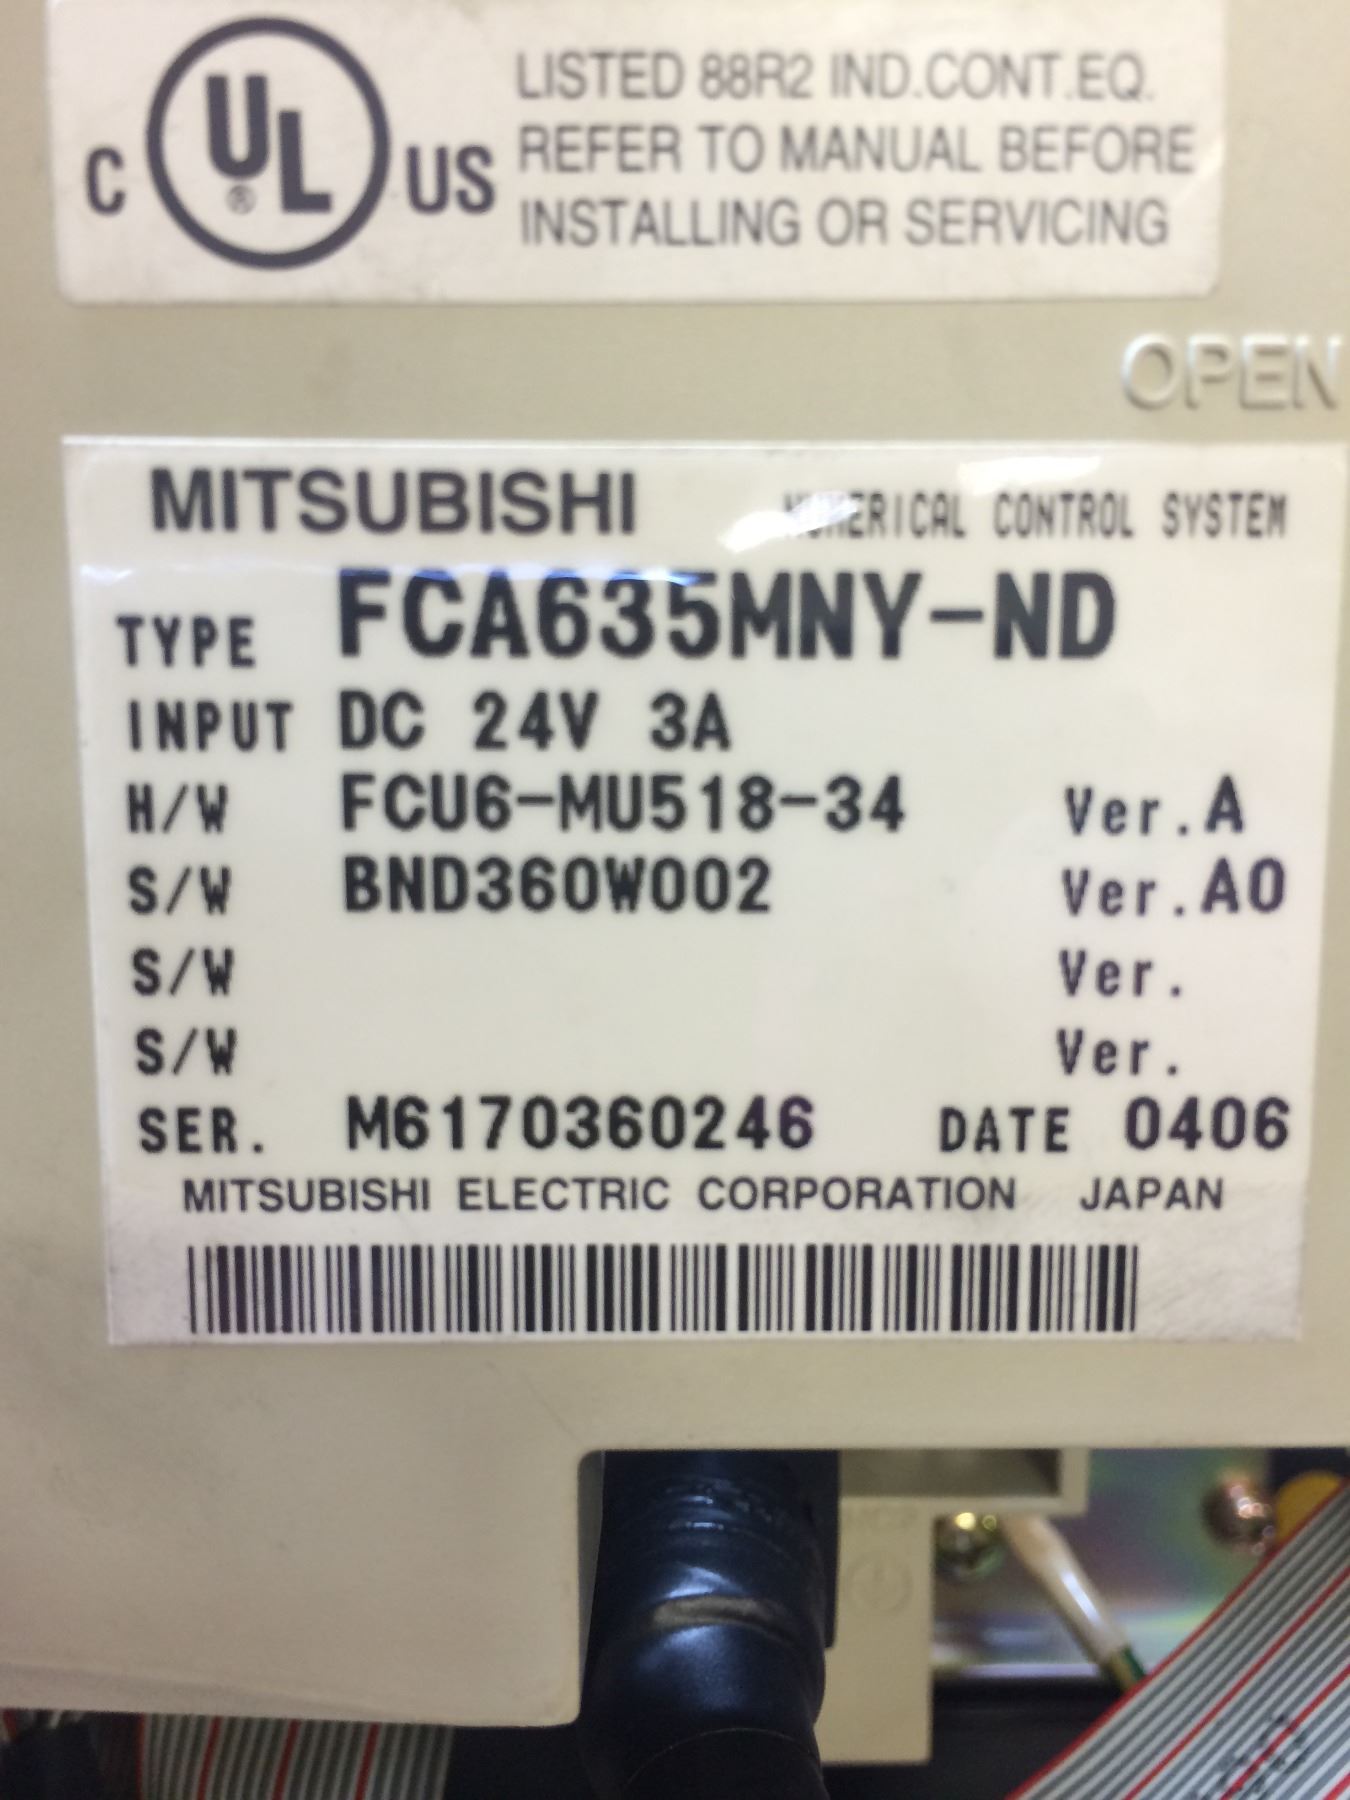 C UL ® US
LISTED 88R2 IND.CONT.EQ.
REFER TO MANUAL BEFORE
INSTALLING OR SERVICING
OPEN
MITSUBISHI NUMERICAL CONTROL SYSTEM
TYPE FCA635MNY-ND
INPUT DC 24V 3A
H/W FCU6-MU518-34 Ver.A
S/W BND360W002 Ver.A0
S/W Ver.
S/W Ver.
SER. M6170360246 DATE 0406
MITSUBISHI ELECTRIC CORPORATION JAPAN